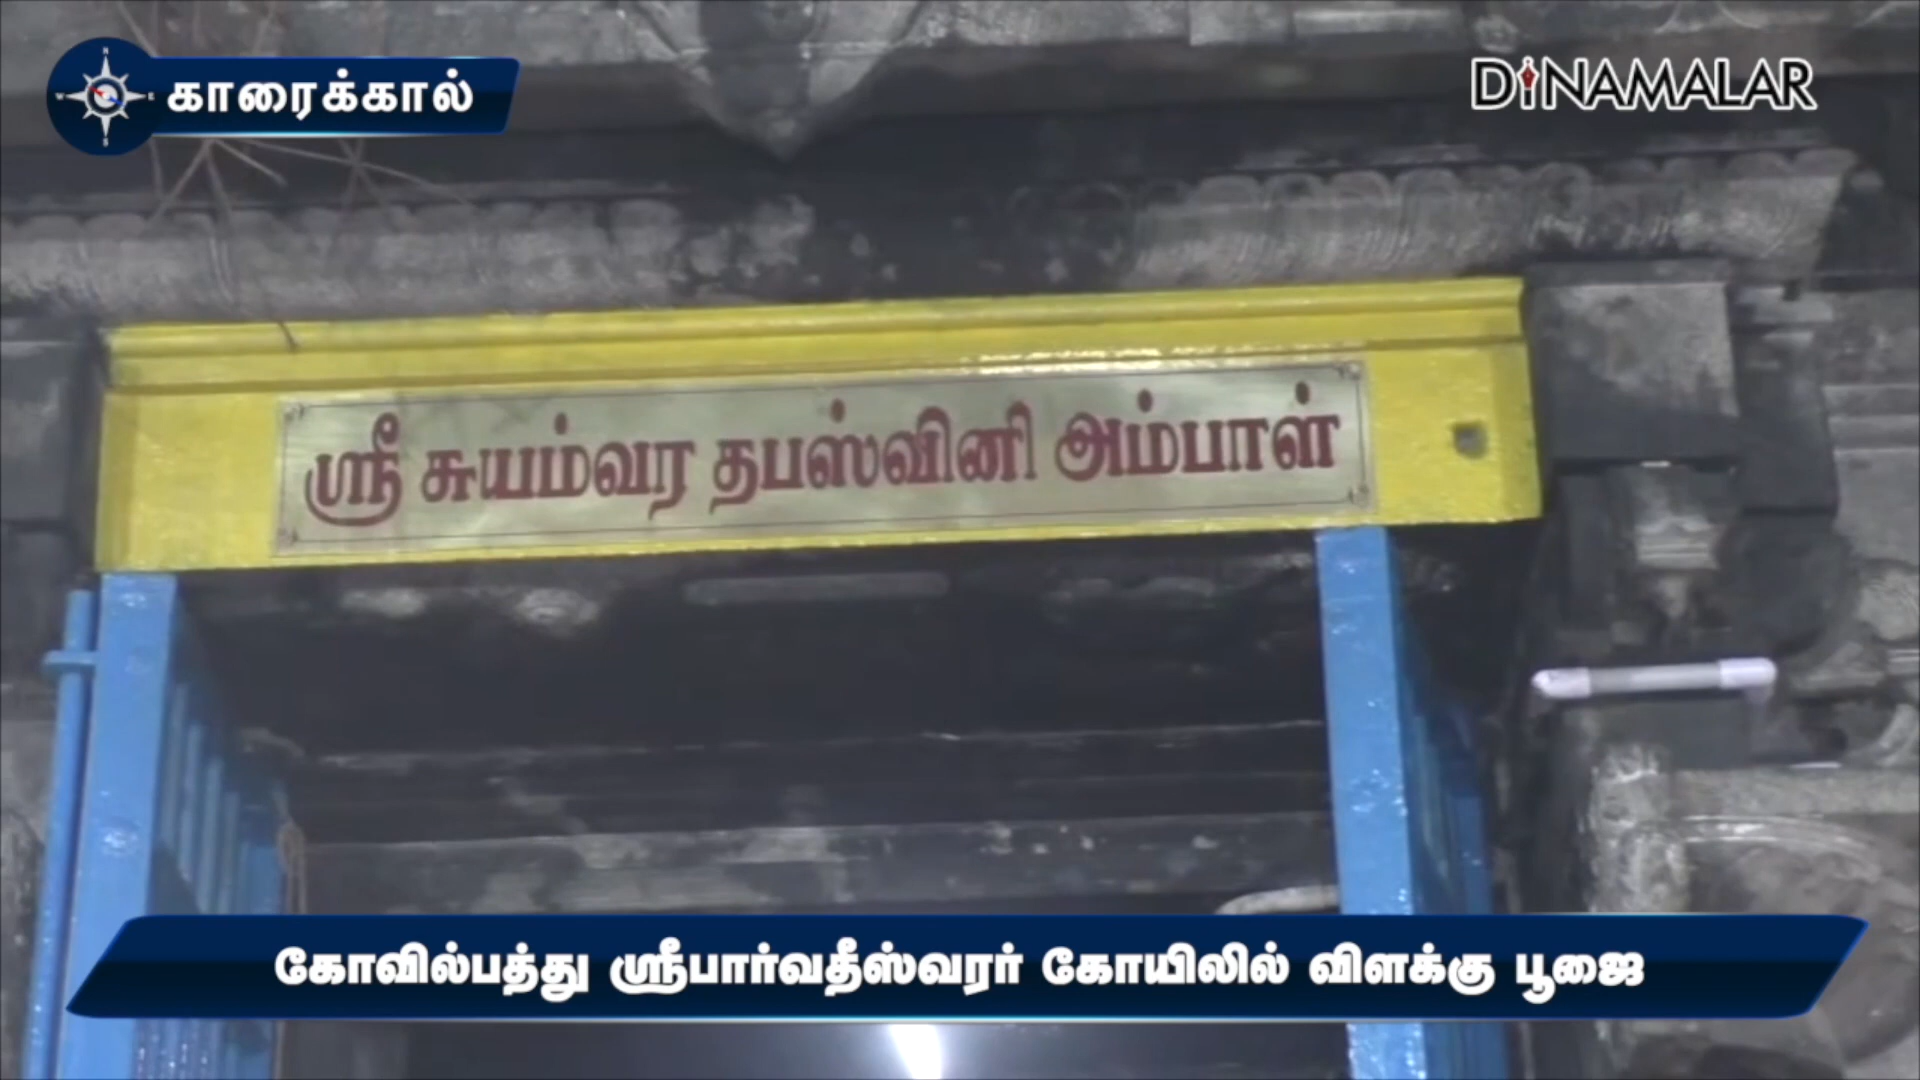 காரைக்கால்
DINAMALAR
ஸ்ரீ சுயம்வர தபஸ்வினி அம்பாள்
கோவில்பத்து ஸ்ரீபார்வதீஸ்வரர் கோயிலில் விளக்கு பூஜை